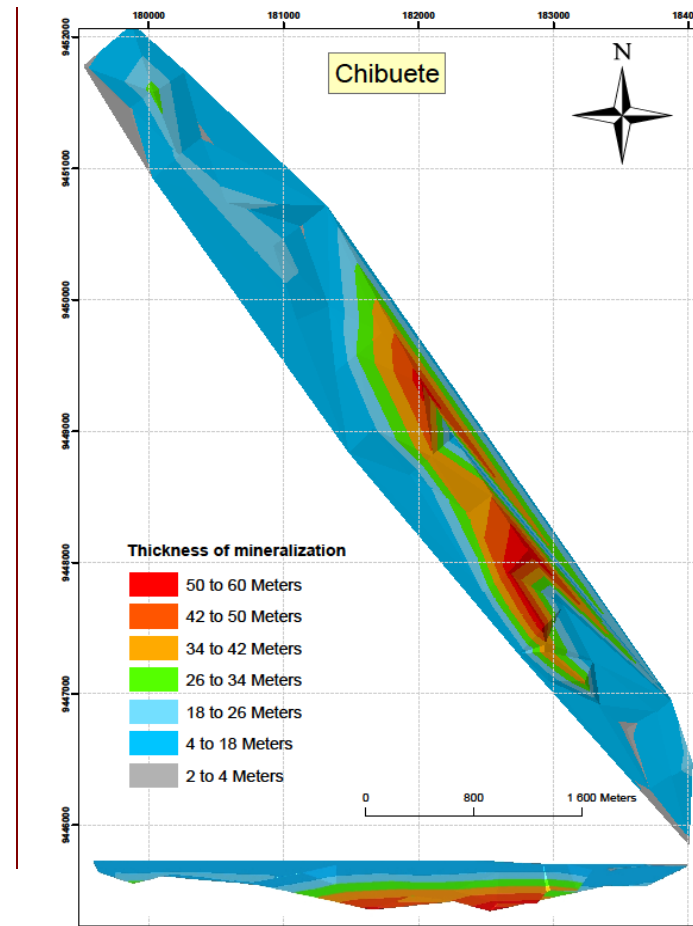 180000 181000 182000 183000 184000
9452000
Chibuete
N
9451000
9450000
9449000
9448000
Thickness of mineralization
50 to 60 Meters
42 to 50 Meters
34 to 42 Meters
26 to 34 Meters
18 to 26 Meters
4 to 18 Meters
2 to 4 Meters
9447000
0 800 1 600 Meters
9446000